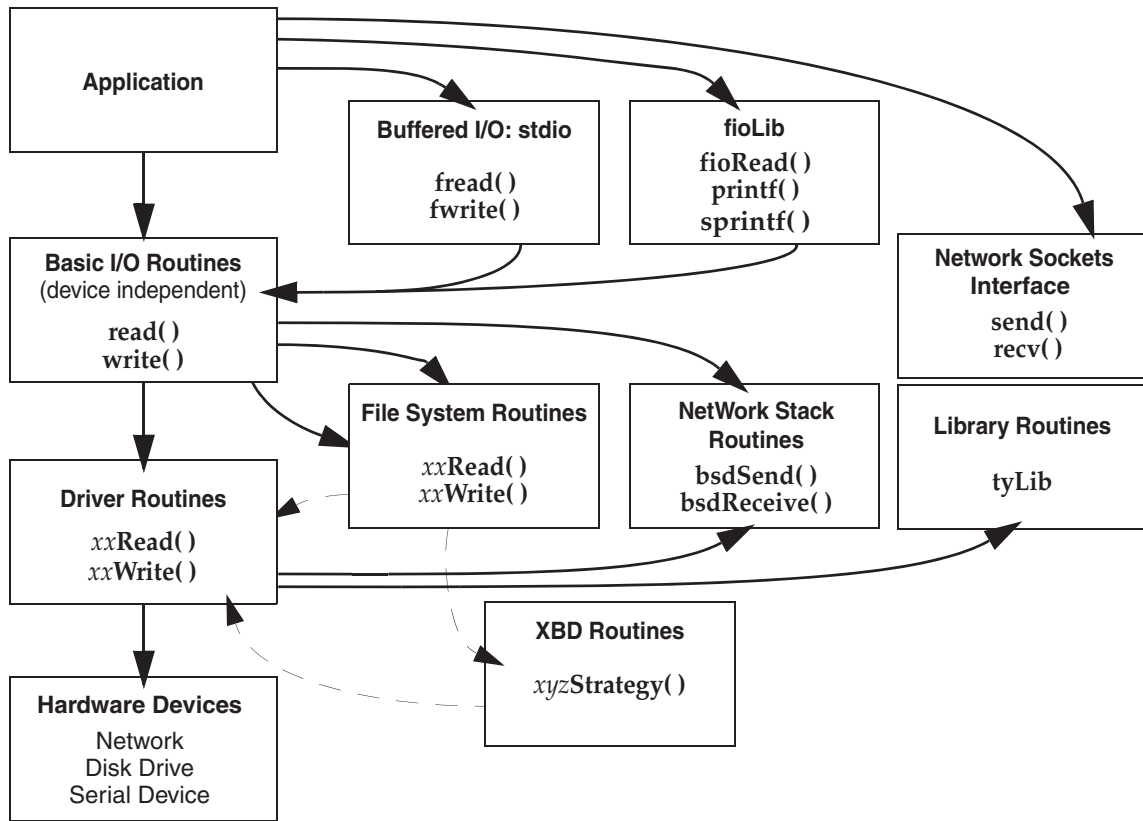 Application
Buffered I/O: stdio
fread( )
fwrite( )
fioLib
fioRead( )
printf( )
sprintf( )
Basic I/O Routines
(device independent)
read( )
write( )
Network Sockets
Interface
send( )
recv( )
File System Routines
xxRead( )
xxWrite( )
NetWork Stack
Routines
bsdSend( )
bsdReceive( )
Library Routines
tyLib
Driver Routines
xxRead( )
xxWrite( )
XBD Routines
xyzStrategy( )
Hardware Devices
Network
Disk Drive
Serial Device